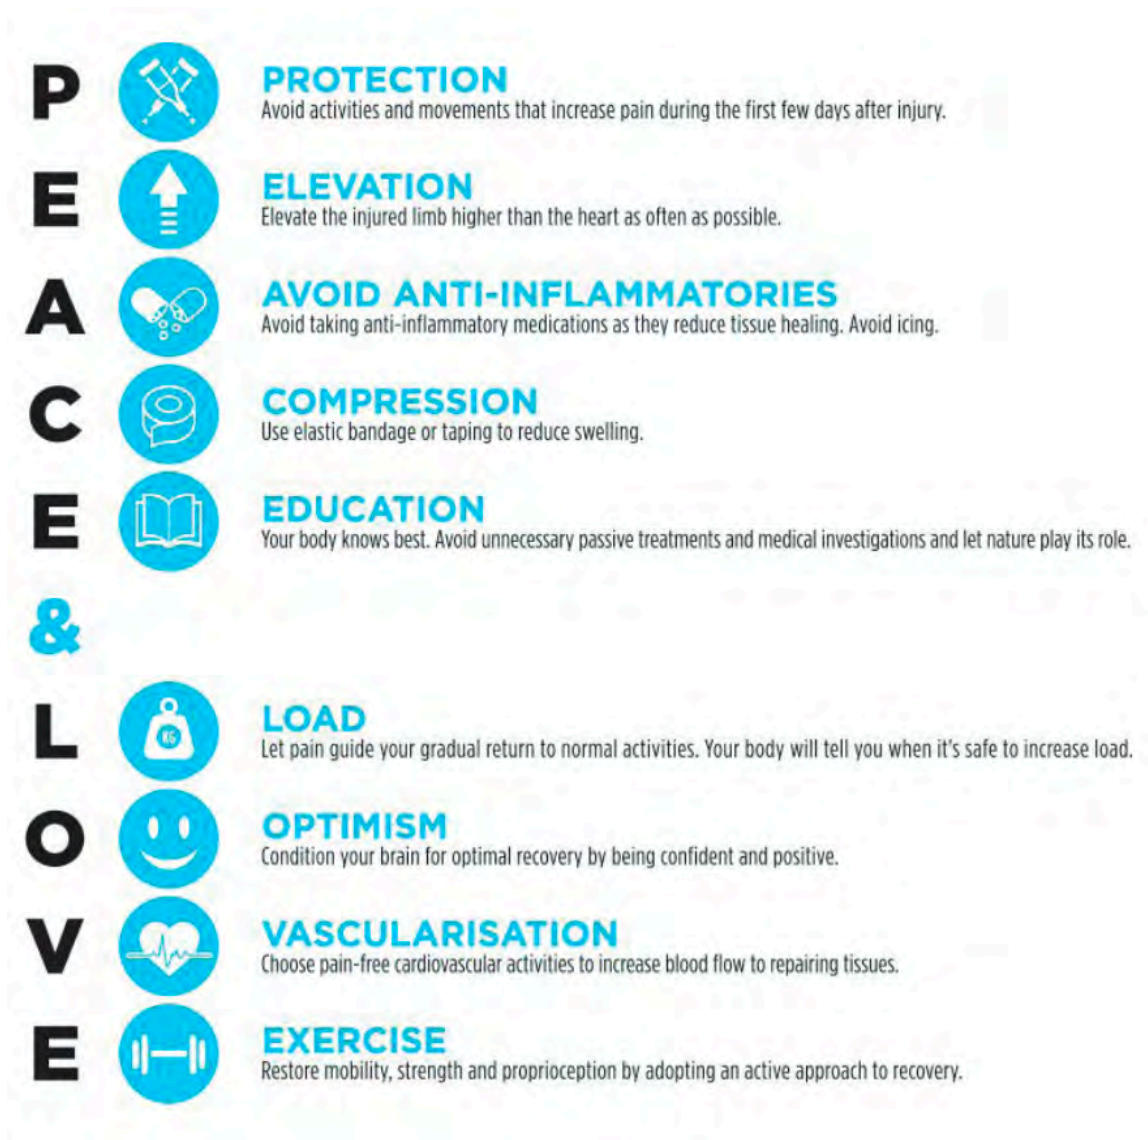 P
PROTECTION
Avoid activities and movements that increase pain during the first few days after injury.
E
ELEVATION
Elevate the injured limb higher than the heart as often as possible.
A
AVOID ANTI-INFLAMMATORIES
Avoid taking anti-inflammatory medications as they reduce tissue healing. Avoid icing.
C
COMPRESSION
Use elastic bandage or taping to reduce swelling.
E
EDUCATION
Your body knows best. Avoid unnecessary passive treatments and medical investigations and let nature play its role.
&
L
KG
LOAD
Let pain guide your gradual return to normal activities. Your body will tell you when it's safe to increase load.
O
OPTIMISM
Condition your brain for optimal recovery by being confident and positive.
V
VASCULARISATION
Choose pain-free cardiovascular activities to increase blood flow to repairing tissues.
E
EXERCISE
Restore mobility, strength and proprioception by adopting an active approach to recovery.